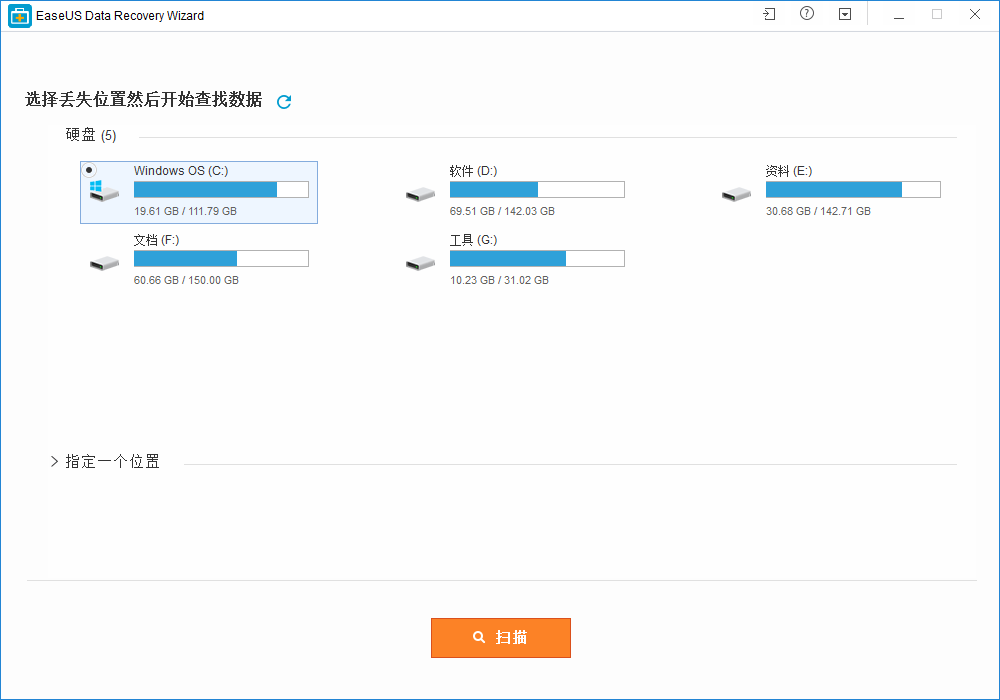 EaseUS Data Recovery Wizard
选择丢失位置然后开始查找数据
硬盘 (5)
Windows OS (C:)
19.61 GB / 111.79 GB
软件 (D:)
69.51 GB / 142.03 GB
资料 (E:)
30.68 GB / 142.71 GB
文档 (F:)
60.66 GB / 150.00 GB
工具 (G:)
10.23 GB / 31.02 GB
指定一个位置
扫描